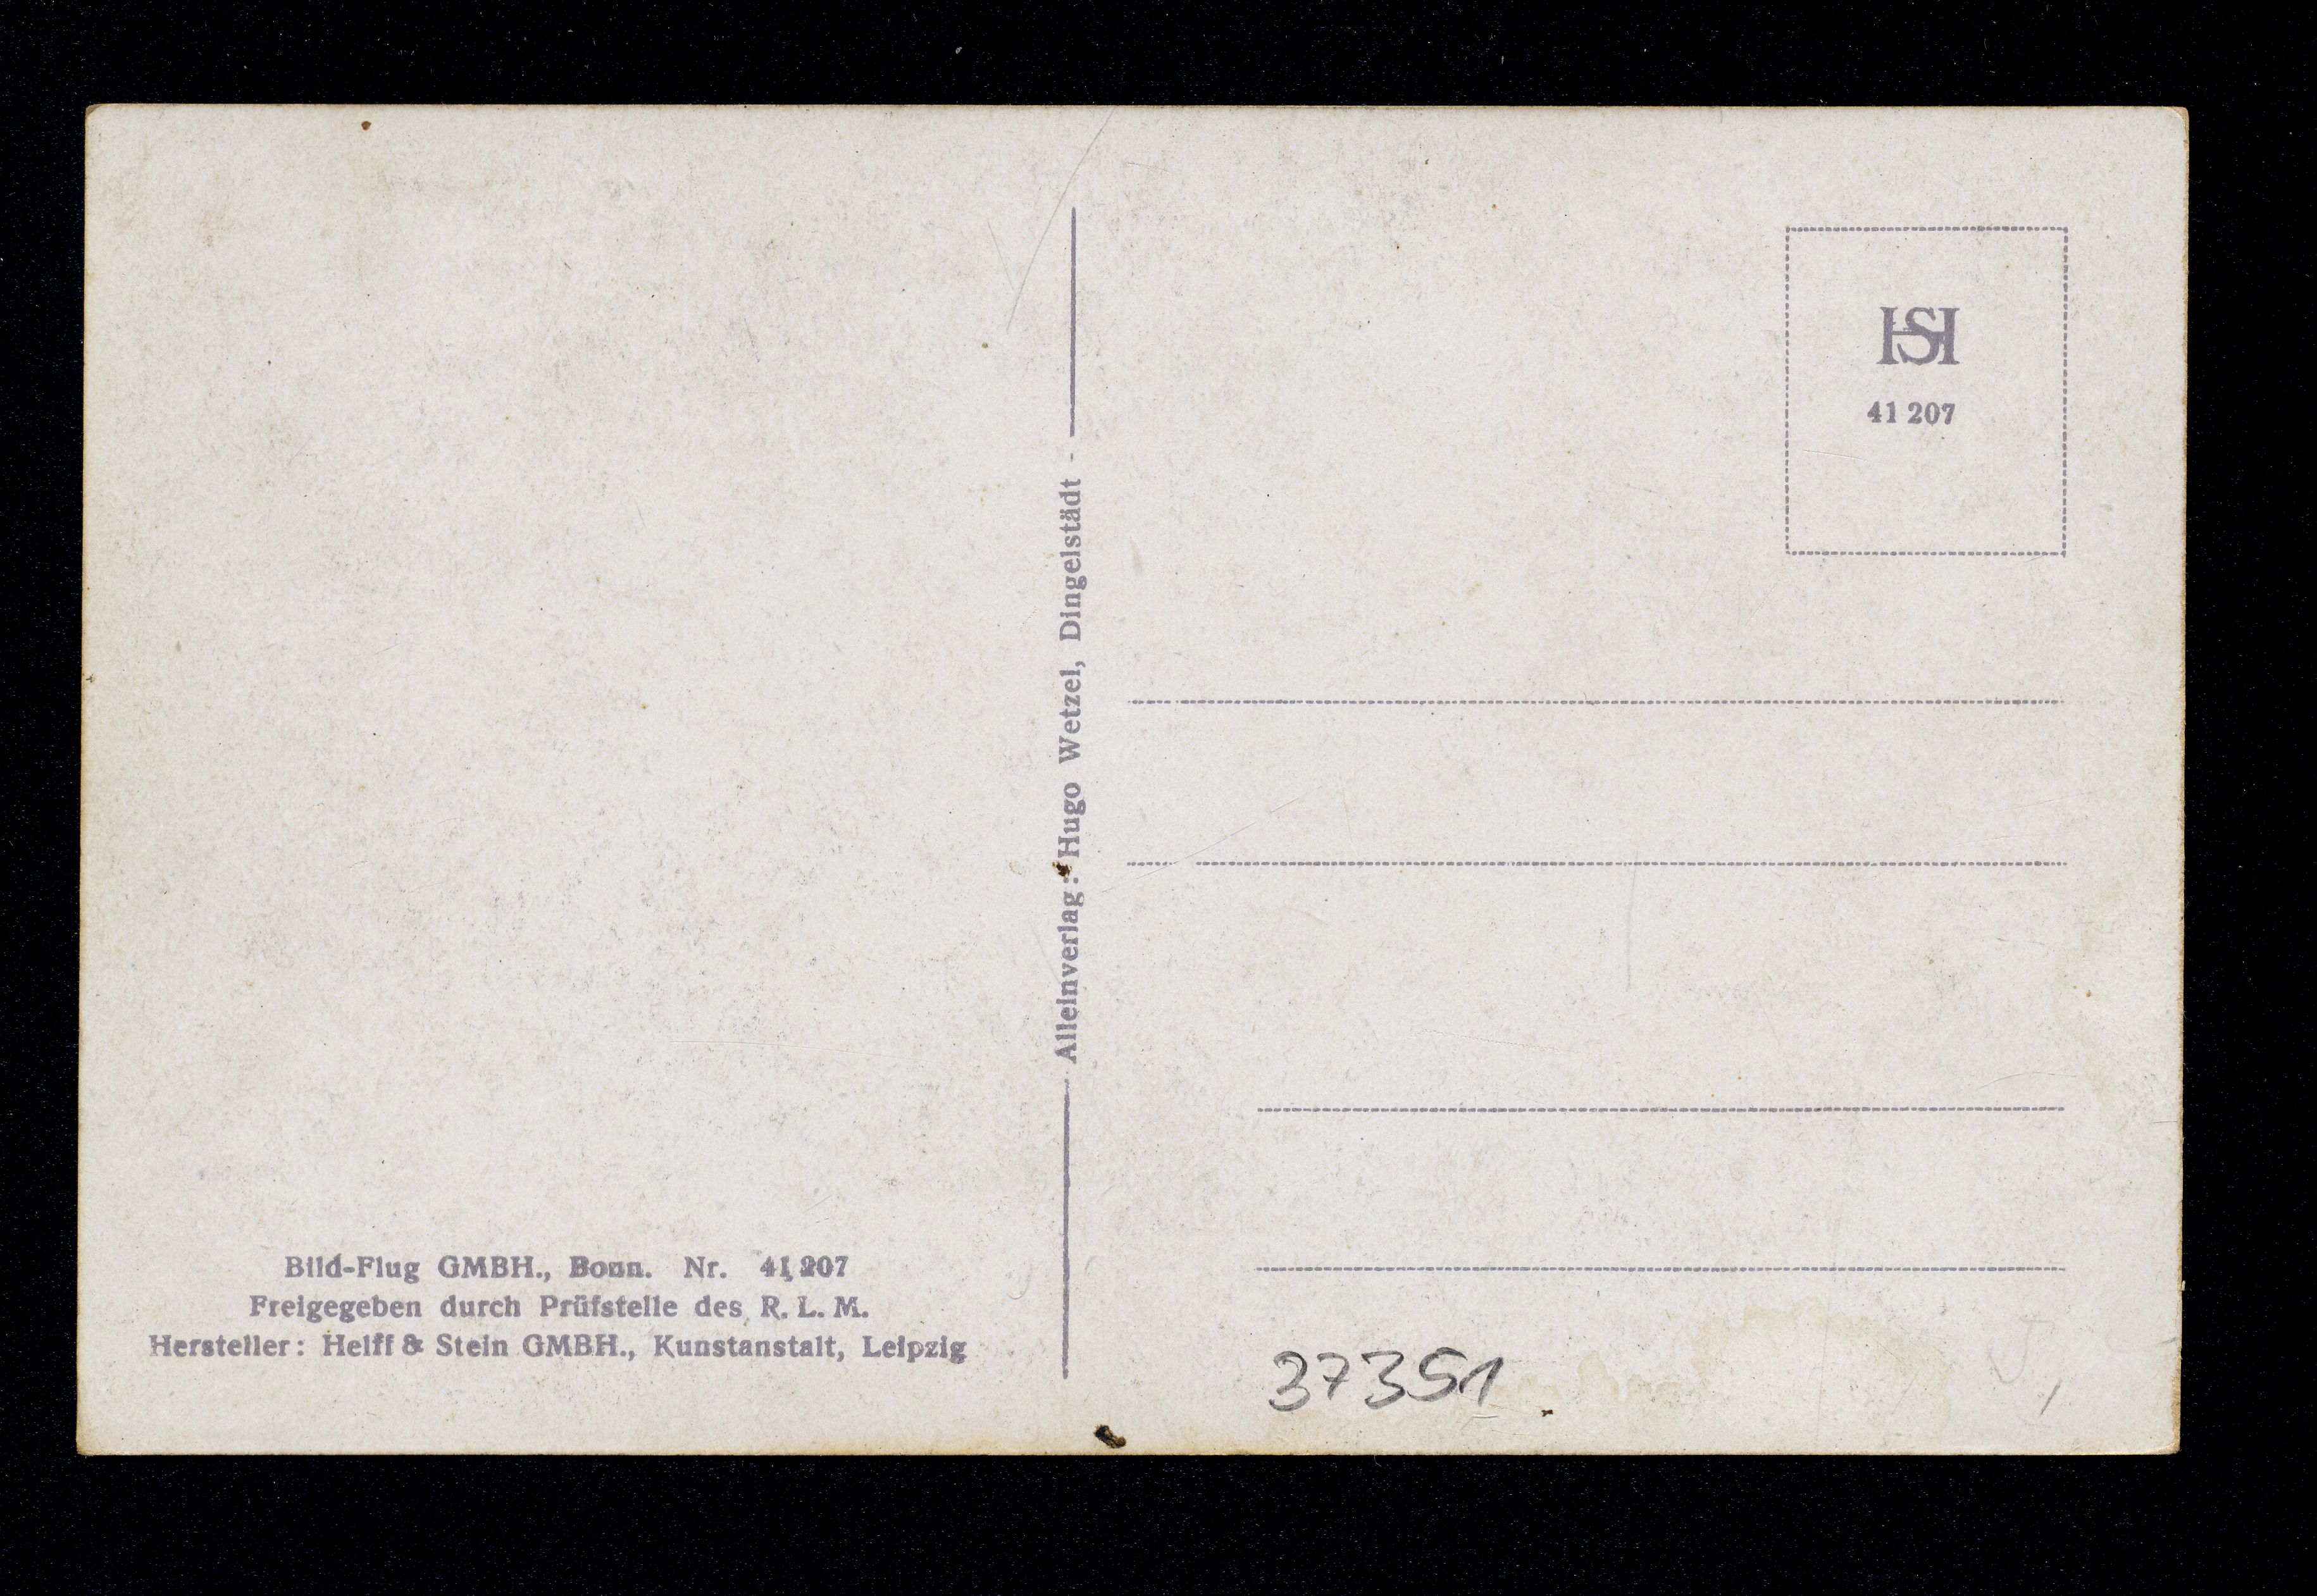 HSH
41 207
Alleinverlag: Hugo Wetzel, Dingelstädt -
Bild-Flug GMBH., Bonn. Nr. 41 207
Freigegeben durch Prüfstelle des R. L. M.
Hersteller: Helff & Stein GMBH., Kunstanstalt, Leipzig
37351